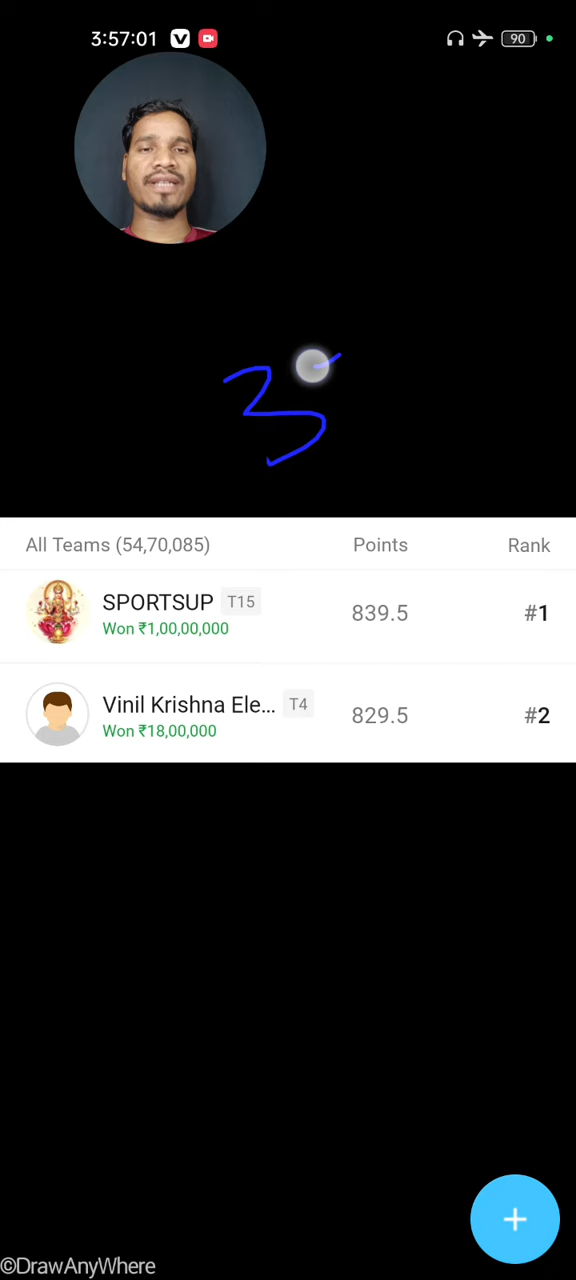 3:57:01 V 90
3
All Teams (54,70,085) Points Rank
SPORTSUP T15 839.5 #1
Won ₹1,00,00,000
Vinil Krishna Ele... T4 829.5 #2
Won ₹18,00,000
+
©DrawAnyWhere